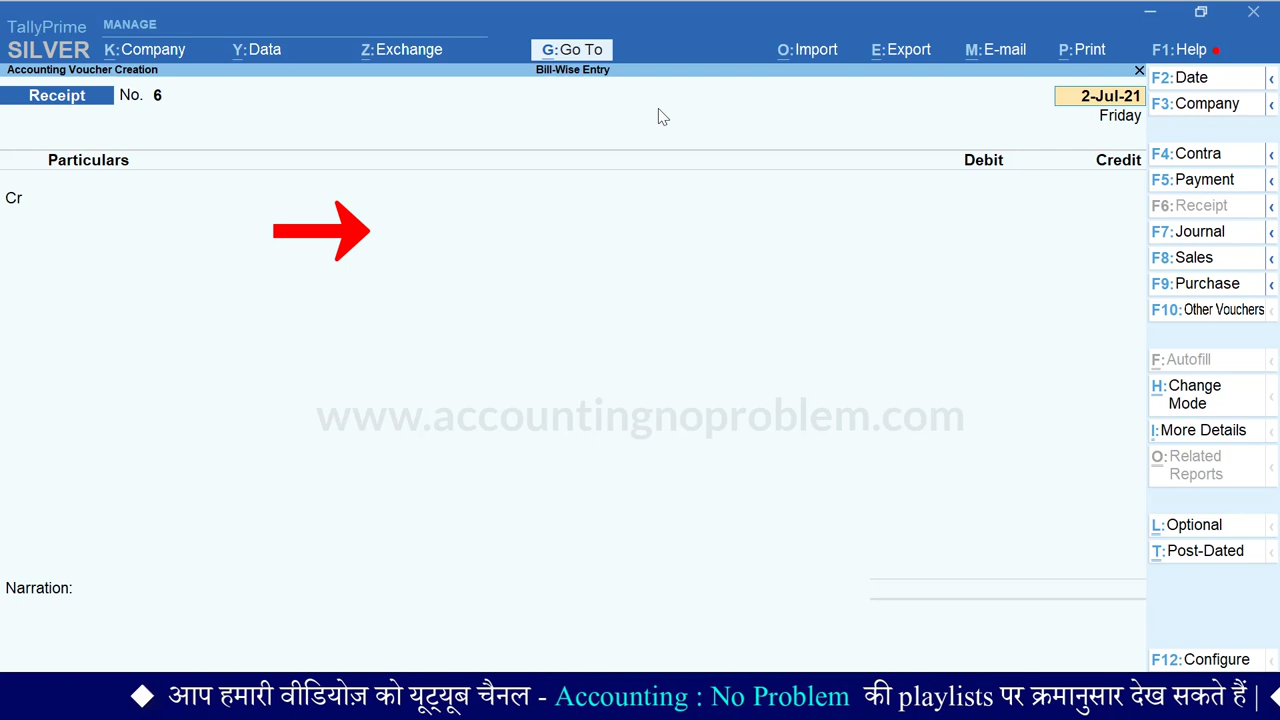 TallyPrime MANAGE
SILVER K:Company Y:Data Z:Exchange G:Go To O:Import E:Export M:E-mail P:Print F1:Help
Accounting Voucher Creation Bill-Wise Entry
Receipt No. 6 2-Jul-21
Friday
Particulars Debit Credit
Cr
www.accountingnoproblem.com
Narration:
F2:Date
F3:Company
F4:Contra
F5:Payment
F6:Receipt
F7:Journal
F8:Sales
F9:Purchase
F10:Other Vouchers
F:Autofill
H:Change
Mode
I:More Details
O:Related
Reports
L:Optional
T:Post-Dated
F12:Configure
◆ आप हमारी वीडियोज़ को यूट्यूब चैनल - Accounting : No Problem की playlists पर क्रमानुसार देख सकते हैं | ◆